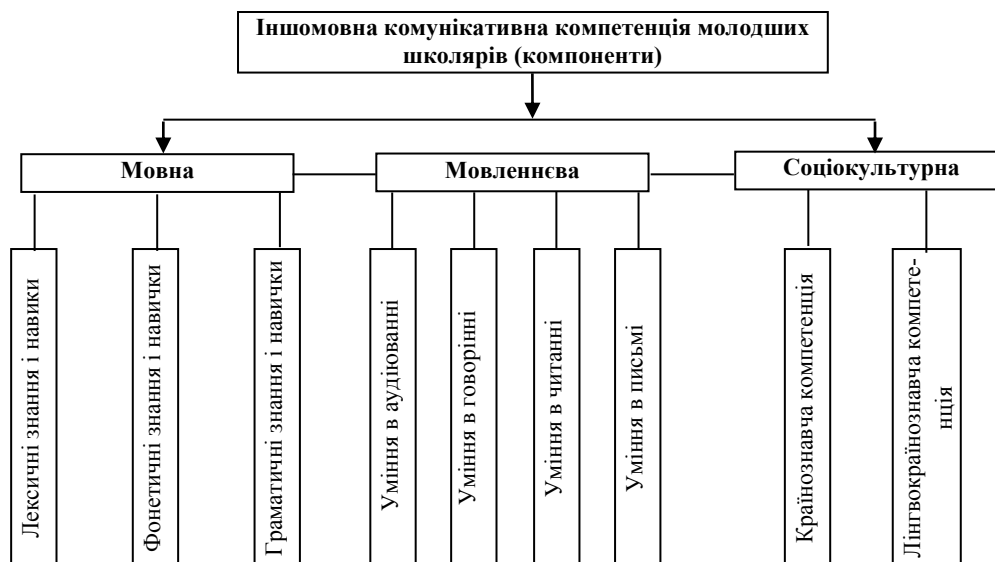 Іншомовна комунікативна компетенція молодших
школярів (компоненти)
Мовна
Мовленнєва
Соціокультурна
Лексичні знання і навики
Фонетичні знання і навички
Граматичні знання і навички
Уміння в аудіюванні
Уміння в говорінні
Уміння в читанні
Уміння в письмі
Країнознавча компетенція
Лінгвокраїнознавча компете-
нція